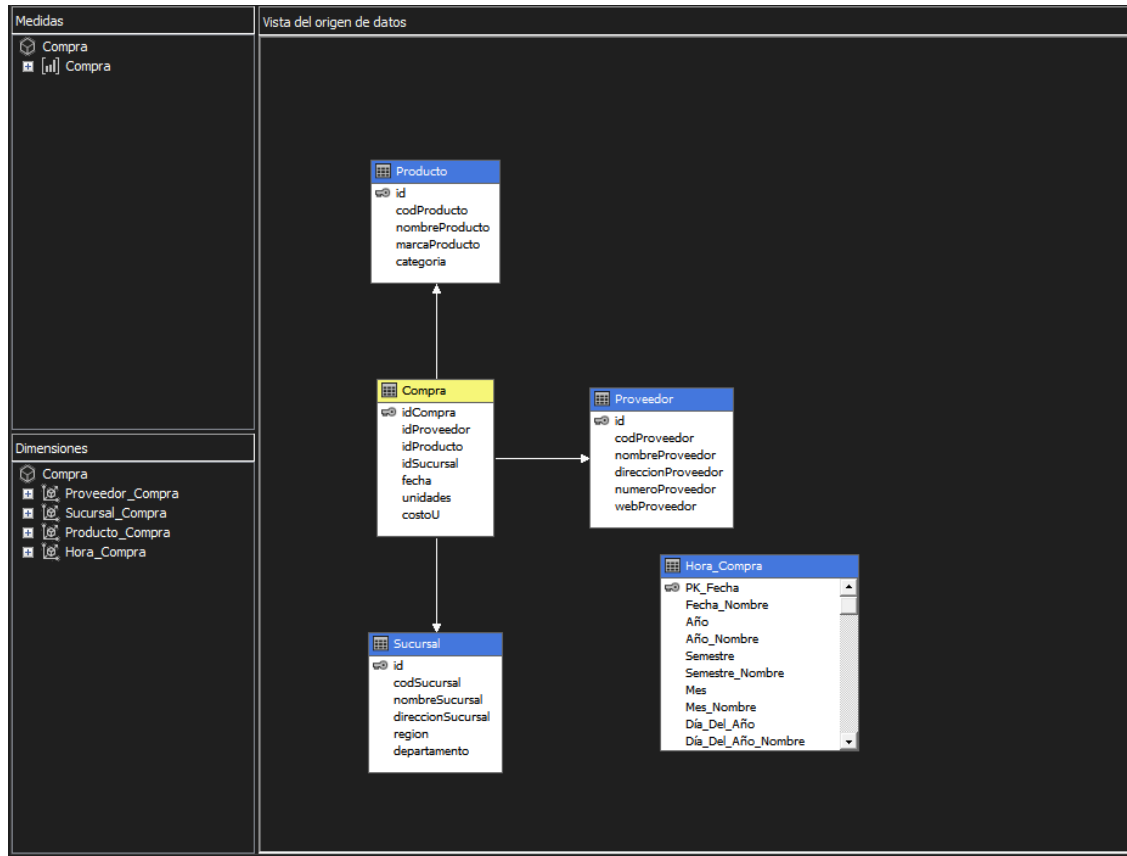 Medidas
Compra
Compra
Dimensiones
Compra
Proveedor_Compra
Sucursal_Compra
Producto_Compra
Hora_Compra
Vista del origen de datos
Producto
id
codProducto
nombreProducto
marcaProducto
categoria
Compra
idCompra
idProveedor
idProducto
idSucursal
fecha
unidades
costoU
Proveedor
id
codProveedor
nombreProveedor
direccionProveedor
numeroProveedor
webProveedor
Hora_Compra
PK_Fecha
Fecha_Nombre
Año
Año_Nombre
Semestre
Semestre_Nombre
Mes
Mes_Nombre
Día_Del_Año
Día_Del_Año_Nombre
Sucursal
id
codSucursal
nombreSucursal
direccionSucursal
region
departamento